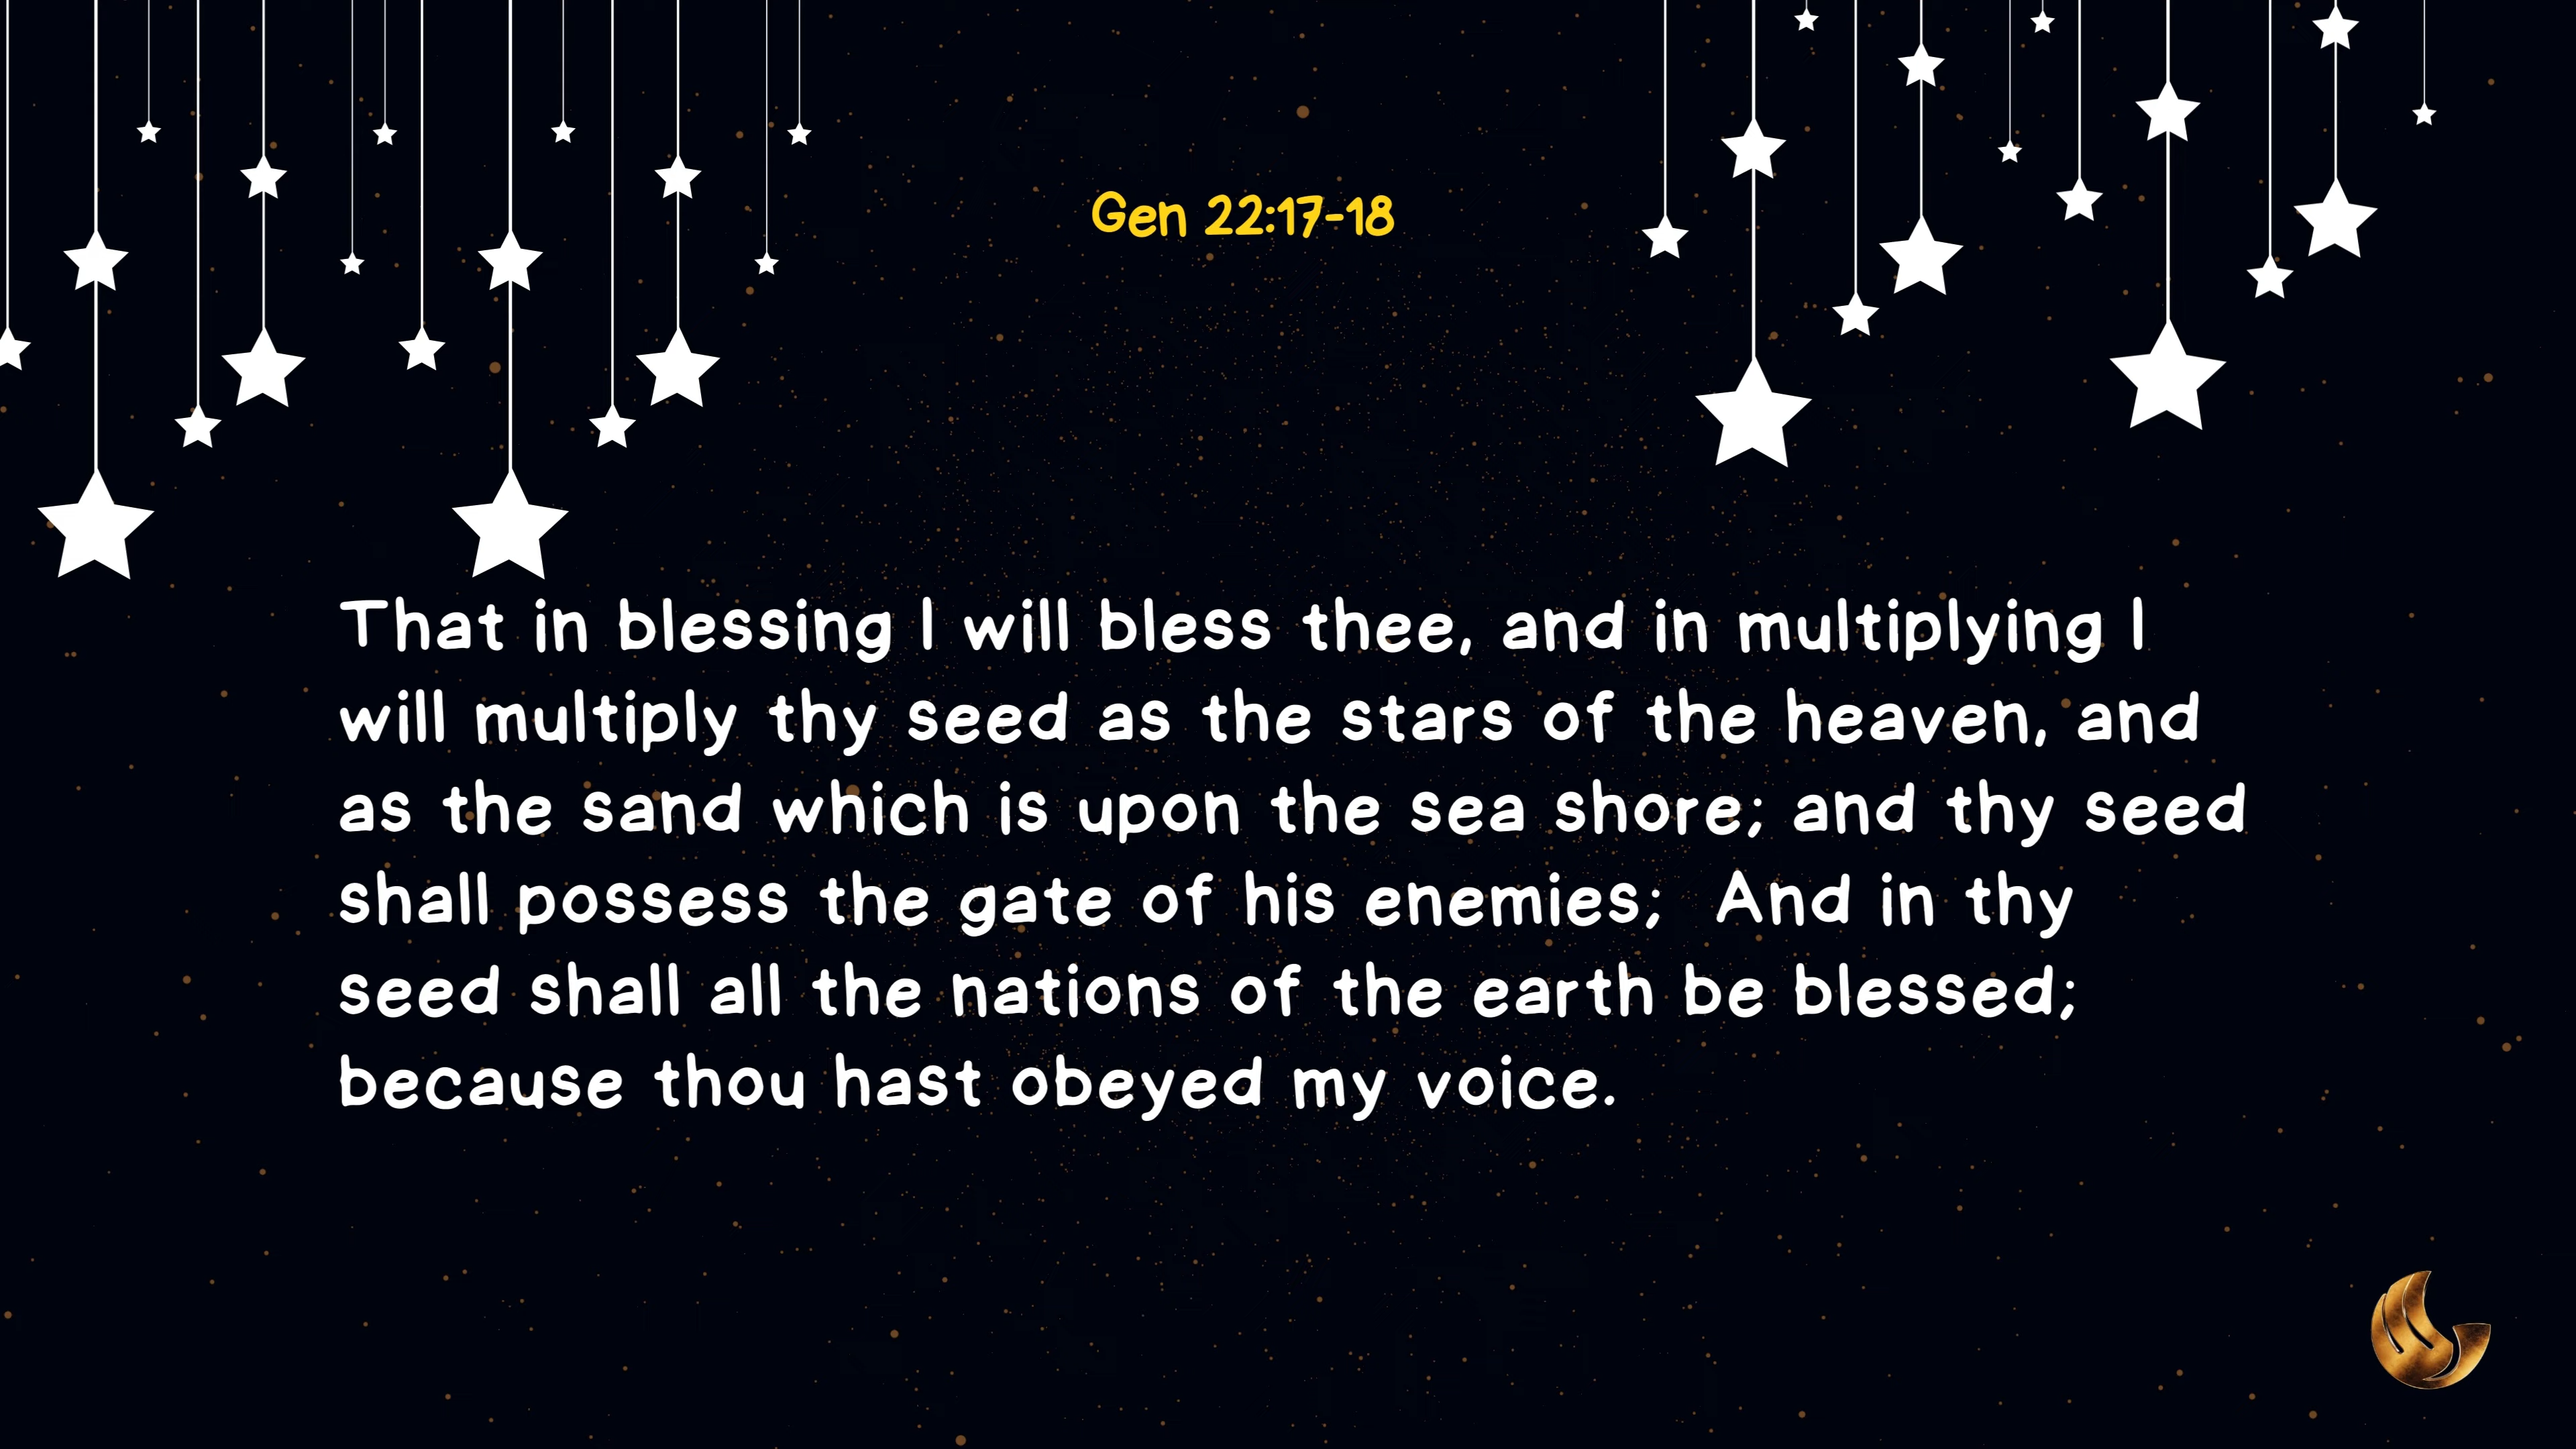 Gen 22:17-18
That in blessing I will bless thee, and in multiplying I
will multiply thy seed as the stars of the heaven, and
as the sand which is upon the sea shore; and thy seed
shall possess the gate of his enemies;  And in thy
seed shall all the nations of the earth be blessed;
because thou hast obeyed my voice.